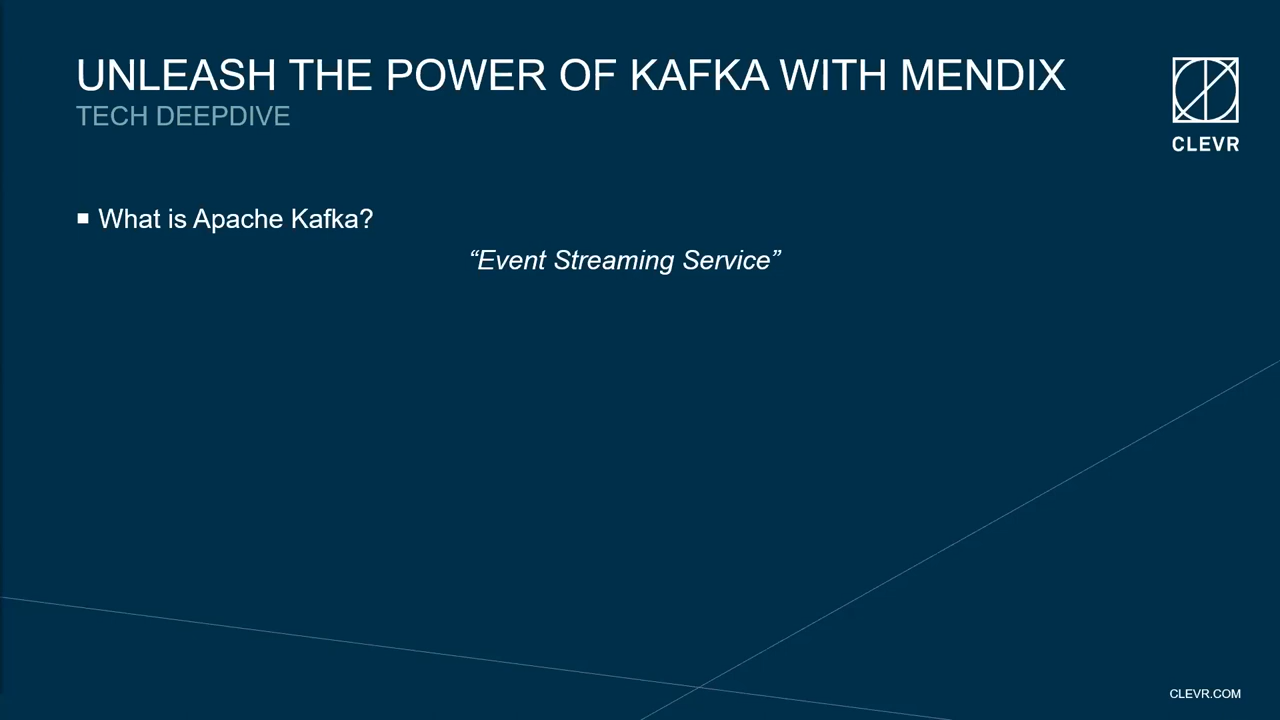 UNLEASH THE POWER OF KAFKA WITH MENDIX
TECH DEEPDIVE
CLEVR
▪ What is Apache Kafka?
“Event Streaming Service”
CLEVR.COM